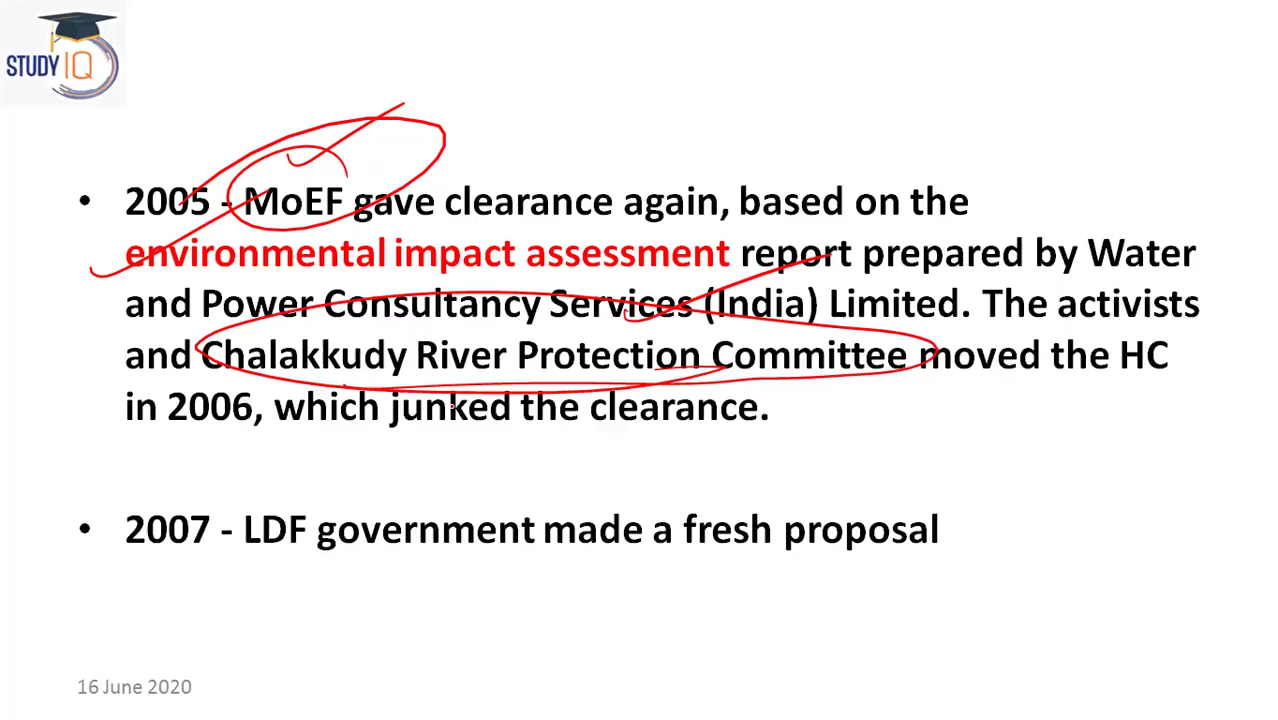 STUDY IQ
• 2005 - MoEF gave clearance again, based on the
environmental impact assessment report prepared by Water
and Power Consultancy Services (India) Limited. The activists
and Chalakkudy River Protection Committee moved the HC
in 2006, which junked the clearance.
• 2007 - LDF government made a fresh proposal
16 June 2020